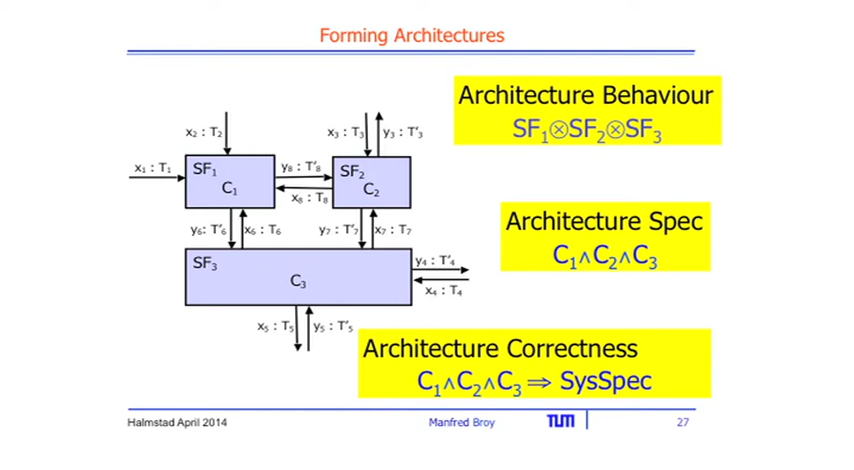 Forming Architectures
Architecture Behaviour
SF₁⊗SF₂⊗SF₃
x₂ : T₂
x₃ : T₃
y₃ : T'₃
x₁ : T₁
SF₁
C₁
y₈ : T'₈
x₈ : T₈
SF₂
C₂
y₆: T'₆
x₆ : T₆
y₇ : T'₇
x₇ : T₇
Architecture Spec
C₁∧C₂∧C₃
SF₃
C₃
y₄ : T'₄
x₄ : T₄
x₅ : T₅
y₅ : T'₅
Architecture Correctness
C₁∧C₂∧C₃ ⇒ SysSpec
Halmstad April 2014
Manfred Broy
TUM
27